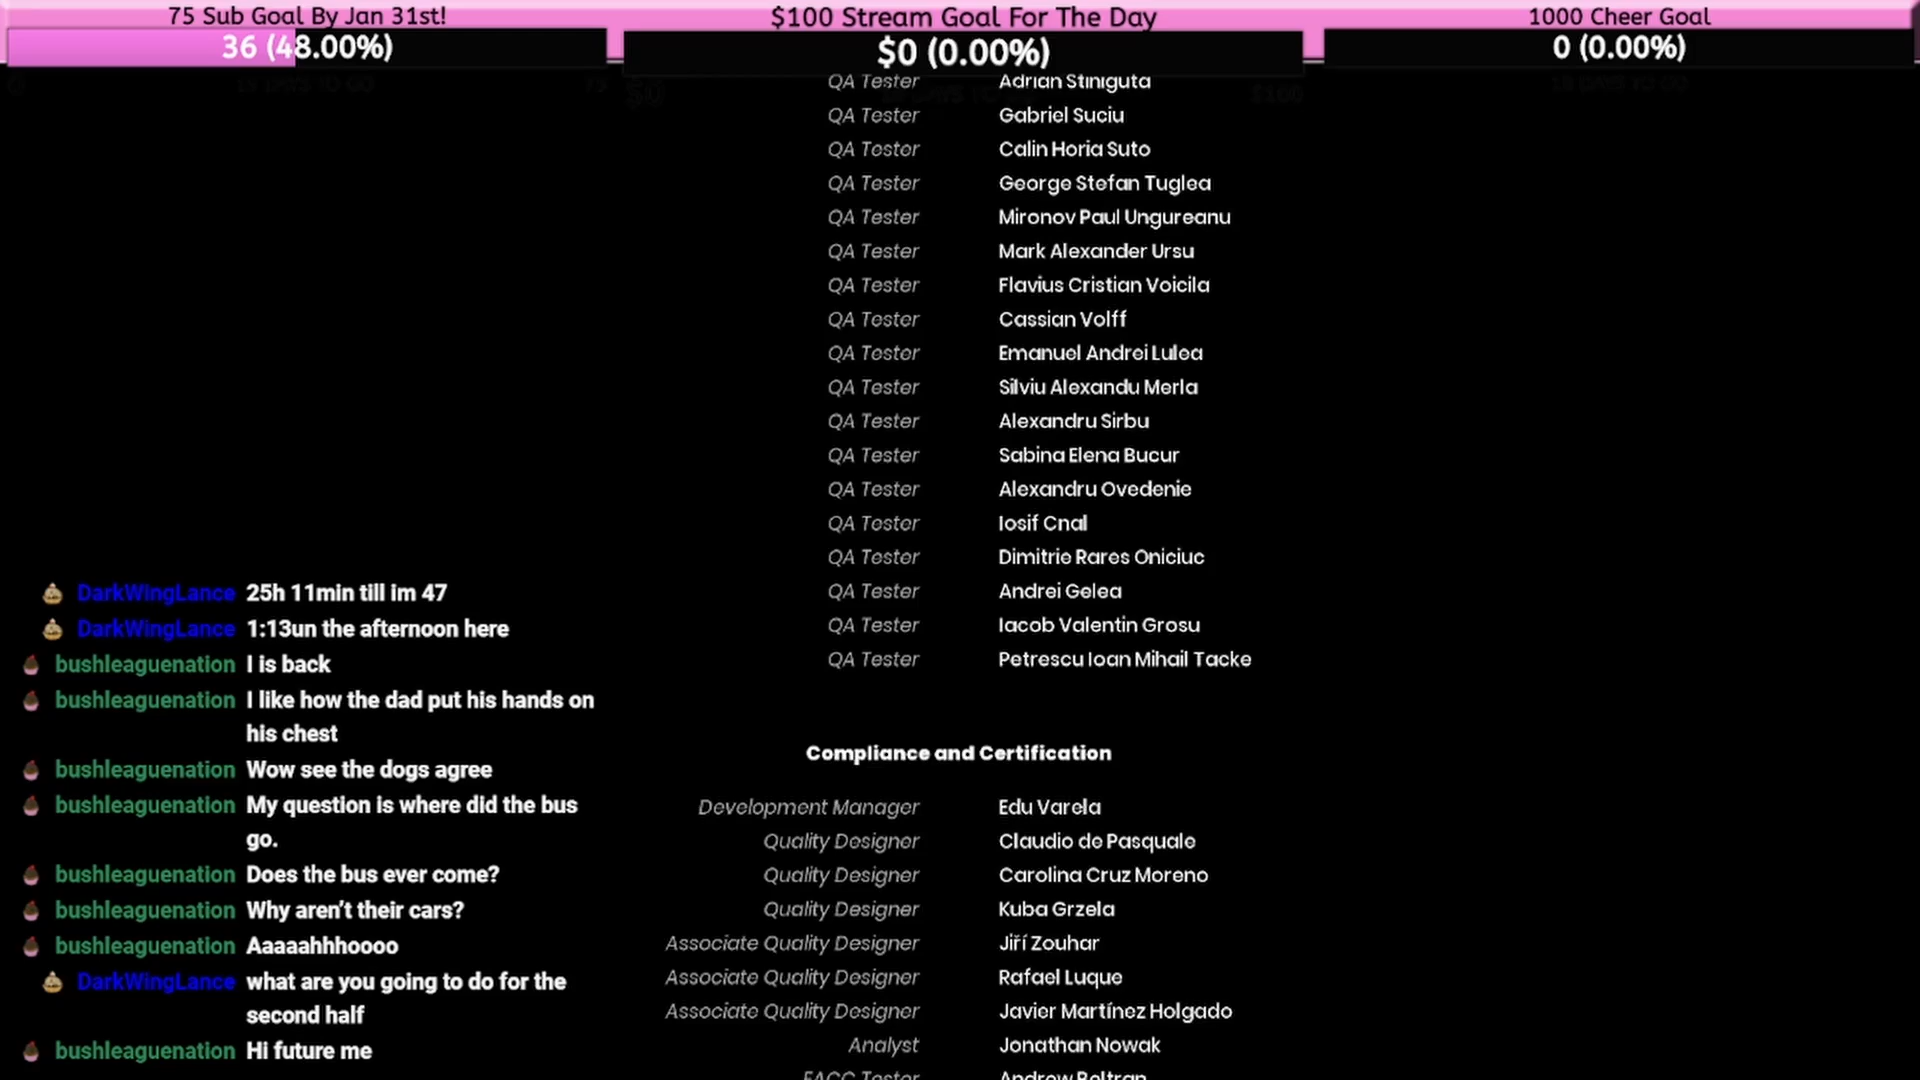 75 Sub Goal By Jan 31st!
36 (48.00%)
$100 Stream Goal For The Day
$0 (0.00%)
1000 Cheer Goal
0 (0.00%)
QA Tester Adrian Stiniguta
QA Tester Gabriel Suciu
QA Tester Calin Horia Suto
QA Tester George Stefan Tuglea
QA Tester Mironov Paul Ungureanu
QA Tester Mark Alexander Ursu
QA Tester Flavius Cristian Voicila
QA Tester Cassian Volff
QA Tester Emanuel Andrei Lulea
QA Tester Silviu Alexandu Merla
QA Tester Alexandru Sirbu
QA Tester Sabina Elena Bucur
QA Tester Alexandru Ovedenie
QA Tester Iosif Cnal
QA Tester Dimitrie Rares Oniciuc
QA Tester Andrei Gelea
QA Tester Iacob Valentin Grosu
QA Tester Petrescu Ioan Mihail Tacke
Compliance and Certification
Development Manager Edu Varela
Quality Designer Claudio de Pasquale
Quality Designer Carolina Cruz Moreno
Quality Designer Kuba Grzela
Associate Quality Designer Jiří Zouhar
Associate Quality Designer Rafael Luque
Associate Quality Designer Javier Martínez Holgado
Analyst Jonathan Nowak
FACC Tester Andrew Beltran
DarkWingLance 25h 11min till im 47
DarkWingLance 1:13un the afternoon here
bushleaguenation I is back
bushleaguenation I like how the dad put his hands on
his chest
bushleaguenation Wow see the dogs agree
bushleaguenation My question is where did the bus
go.
bushleaguenation Does the bus ever come?
bushleaguenation Why aren't their cars?
bushleaguenation Aaaaahhhoooo
DarkWingLance what are you going to do for the
second half
bushleaguenation Hi future me